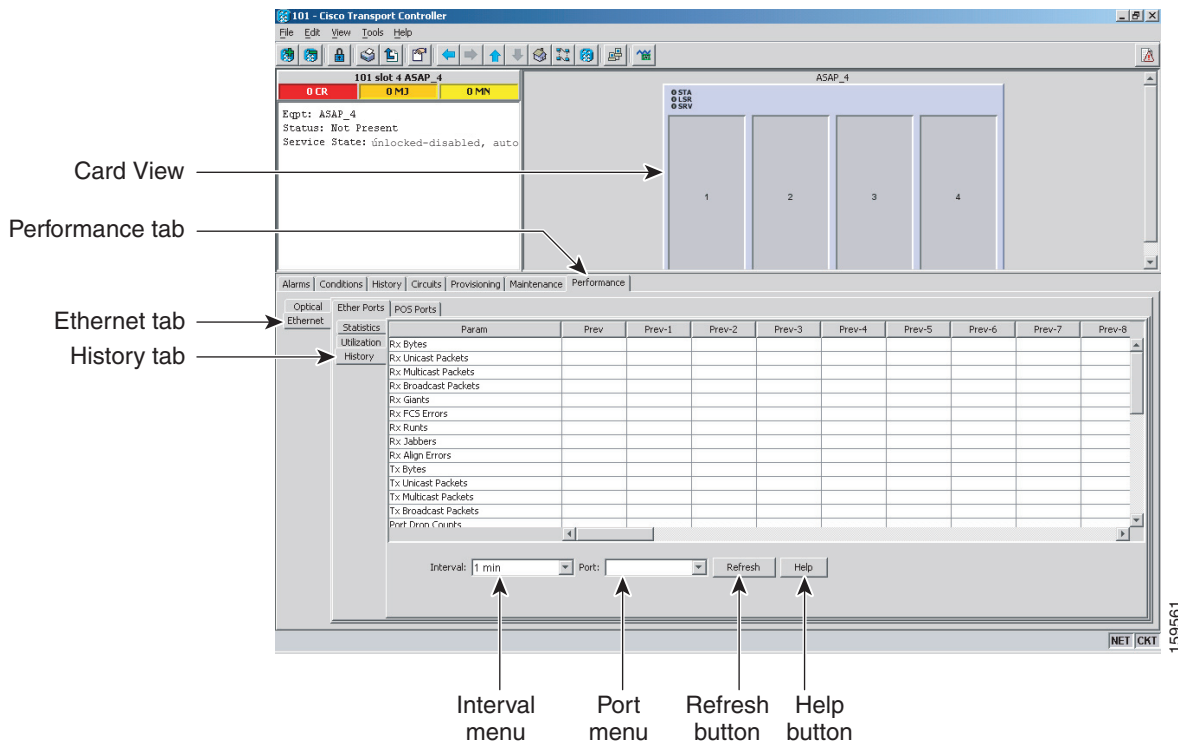 101 - Cisco Transport Controller
File Edit View Tools Help
101 slot 4 ASAP_4
0 CR 0 MJ 0 MN
Eqpt: ASAP_4
Status: Not Present
Service State: únlocked-disabled, auto
ASAP_4
STA
LSR
SRV
1 2 3 4
Card View
Performance tab
Alarms Conditions History Circuits Provisioning Maintenance Performance
Optical
Ethernet
Ether Ports POS Ports
Statistics
Utilization
History
Ethernet tab
History tab
Param Prev Prev-1 Prev-2 Prev-3 Prev-4 Prev-5 Prev-6 Prev-7 Prev-8
Rx Bytes
Rx Unicast Packets
Rx Multicast Packets
Rx Broadcast Packets
Rx Giants
Rx FCS Errors
Rx Runts
Rx Jabbers
Rx Align Errors
Tx Bytes
Tx Unicast Packets
Tx Multicast Packets
Tx Broadcast Packets
Port Drop Counts
Interval: 1 min Port: Refresh Help
NET CKT
159561
Interval menu
Port menu
Refresh button
Help button